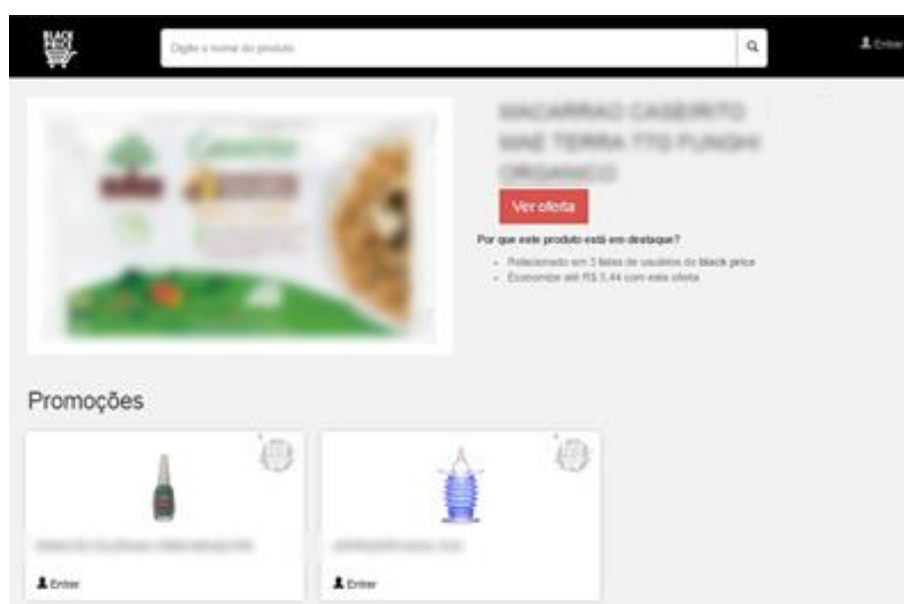 BLACK
PRICE
Digite o nome do produto
Entrar
MACARRAO CASEIRITO
MAE TERRA 77G FUNGHI
ORGANICO
Ver oferta
Por que este produto está em destaque?
Relacionado em 3 listas de usuários do black price
Economize até R$ 5,44 com esta oferta
Promoções
Entrar
Entrar